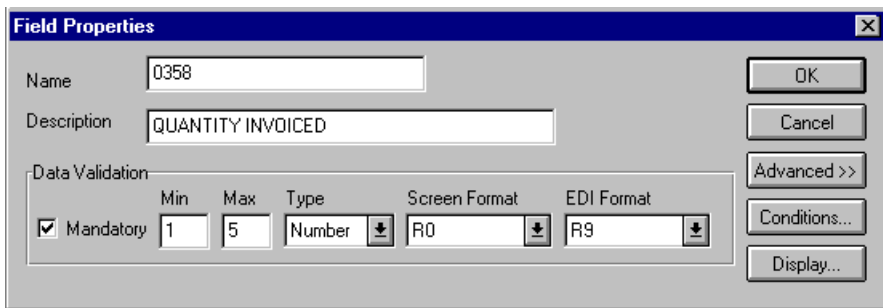 Field Properties
Name 0358 OK
Description QUANTITY INVOICED Cancel
Data Validation Advanced >>
Min Max Type Screen Format EDI Format
Mandatory 1 5 Number R0 R9 Conditions...
Display...